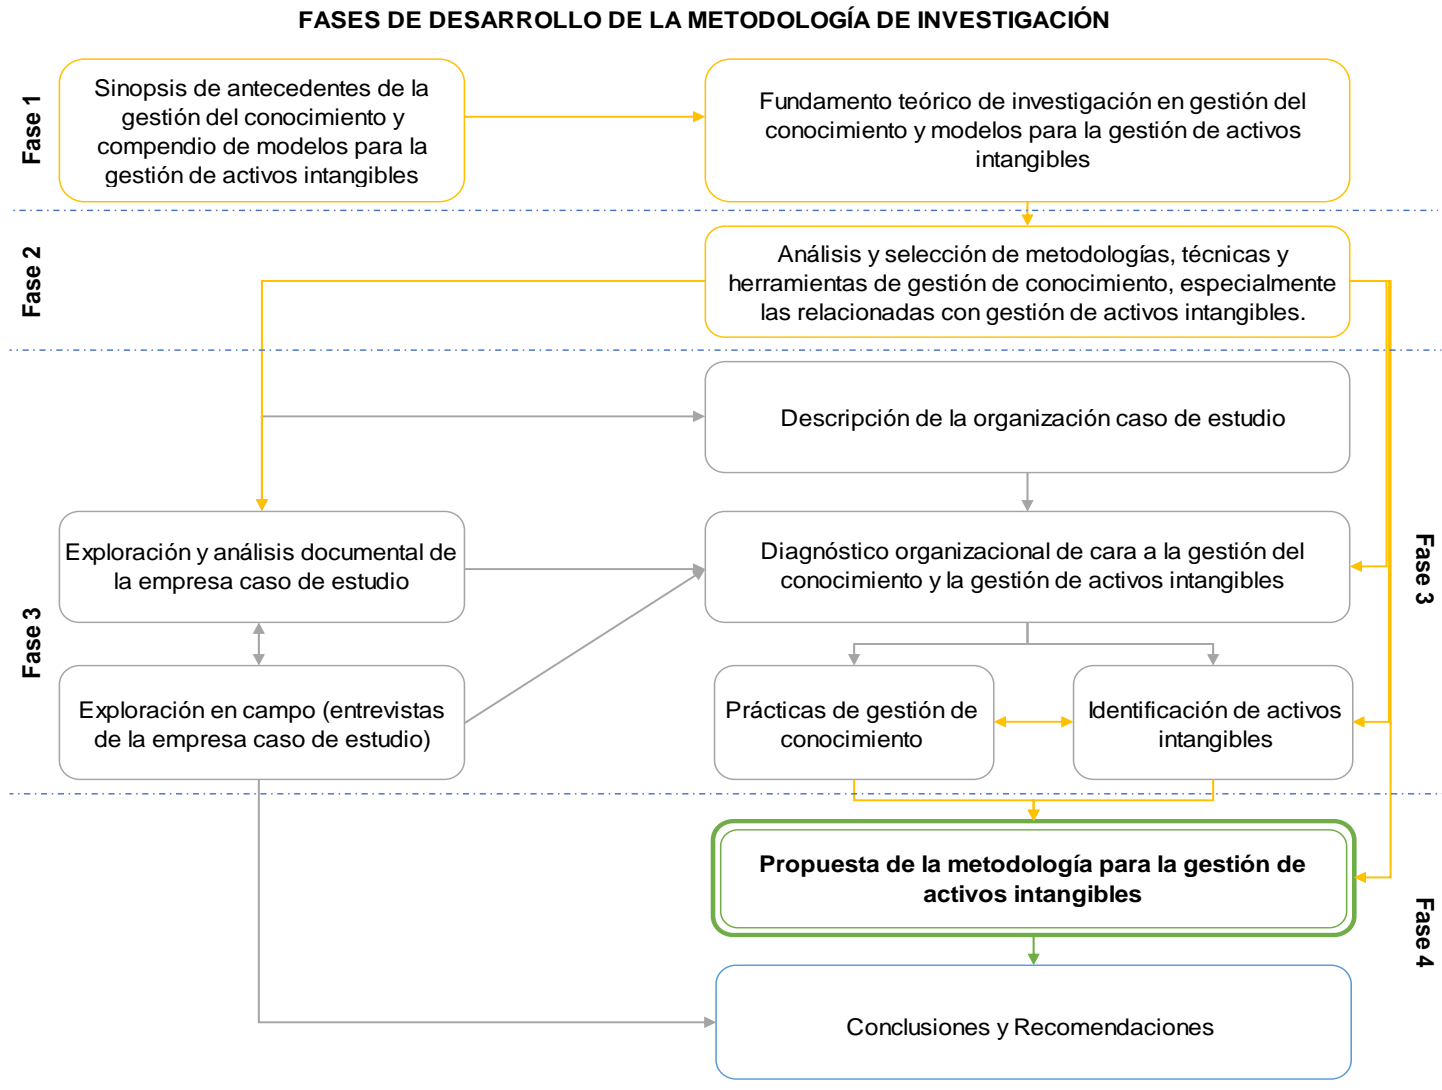 FASES DE DESARROLLO DE LA METODOLOGÍA DE INVESTIGACIÓN
Fase 1
Sinopsis de antecedentes de la
gestión del conocimiento y
compendio de modelos para la
gestión de activos intangibles
Fundamento teórico de investigación en gestión del
conocimiento y modelos para la gestión de activos
intangibles
Fase 2
Análisis y selección de metodologías, técnicas y
herramientas de gestión de conocimiento, especialmente
las relacionadas con gestión de activos intangibles.
Descripción de la organización caso de estudio
Fase 3
Exploración y análisis documental de
la empresa caso de estudio
Diagnóstico organizacional de cara a la gestión del
conocimiento y la gestión de activos intangibles
Fase 3
Exploración en campo (entrevistas
de la empresa caso de estudio)
Prácticas de gestión de
conocimiento
Identificación de activos
intangibles
Propuesta de la metodología para la gestión de
activos intangibles
Fase 4
Conclusiones y Recomendaciones